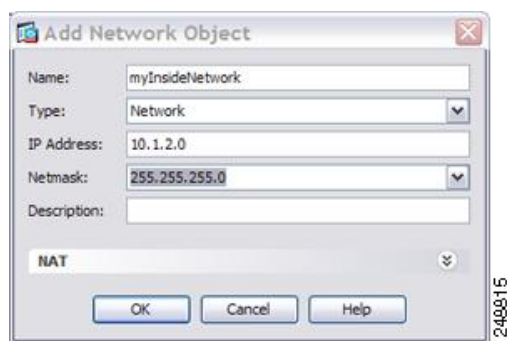 Add Network Object
Name: myInsideNetwork
Type: Network
IP Address: 10.1.2.0
Netmask: 255.255.255.0
Description:
NAT
OK Cancel Help
248815